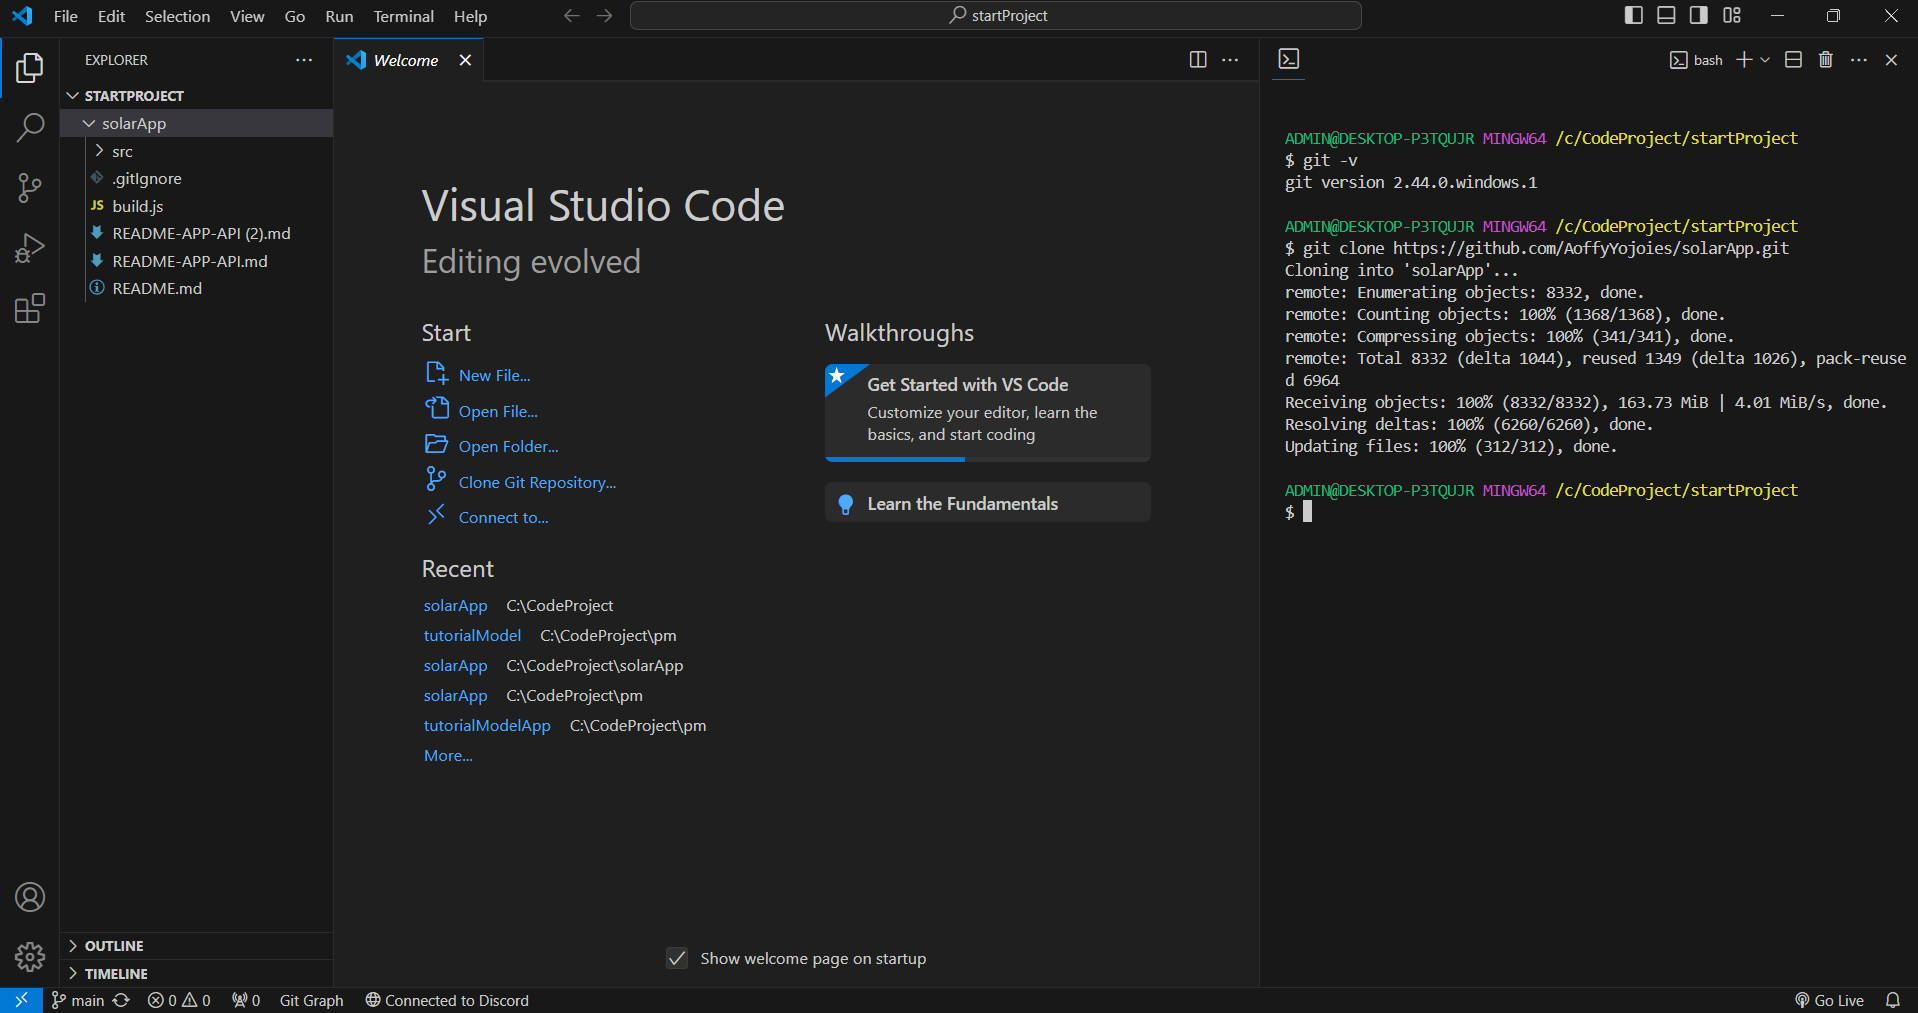 File Edit Selection View Go Run Terminal Help
startProject
EXPLORER
STARTPROJECT
solarApp
src
.gitIgnore
JS build.js
README-APP-API (2).md
README-APP-API.md
README.md
OUTLINE
TIMELINE
Welcome
Visual Studio Code
Editing evolved
Start
New File...
Open File...
Open Folder...
Clone Git Repository...
Connect to...
Recent
solarApp C:\CodeProject
tutorialModel C:\CodeProject\pm
solarApp C:\CodeProject\solarApp
solarApp C:\CodeProject\pm
tutorialModelApp C:\CodeProject\pm
More...
Walkthroughs
Get Started with VS Code
Customize your editor, learn the
basics, and start coding
Learn the Fundamentals
Show welcome page on startup
bash
ADMIN@DESKTOP-P3TQUJR MINGW64 /c/CodeProject/startProject
$ git -v
git version 2.44.0.windows.1
ADMIN@DESKTOP-P3TQUJR MINGW64 /c/CodeProject/startProject
$ git clone https://github.com/AoffyYojoies/solarApp.git
Cloning into 'solarApp'...
remote: Enumerating objects: 8332, done.
remote: Counting objects: 100% (1368/1368), done.
remote: Compressing objects: 100% (341/341), done.
remote: Total 8332 (delta 1044), reused 1349 (delta 1026), pack-reuse
d 6964
Receiving objects: 100% (8332/8332), 163.73 MiB | 4.01 MiB/s, done.
Resolving deltas: 100% (6260/6260), done.
Updating files: 100% (312/312), done.
ADMIN@DESKTOP-P3TQUJR MINGW64 /c/CodeProject/startProject
$
main 0 0 0 Git Graph Connected to Discord Go Live